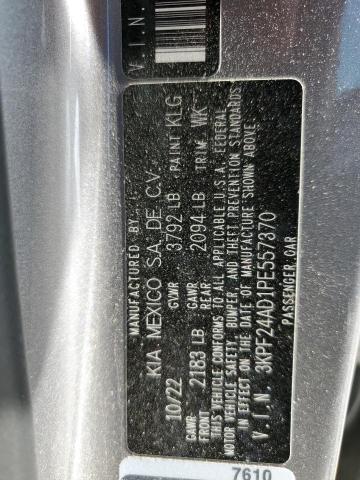 V.I.N.
MANUFACTURED BY
KIA MEXICO S.A. DE C.V.
10/22 GVWR 3792 LB PAINT KLG
GAWR FRONT 2183 LB GAWR REAR 2094 LB TRIM WK
THIS VEHICLE CONFORMS TO ALL APPLICABLE U.S.A. FEDERAL
MOTOR VEHICLE SAFETY, BUMPER, AND THEFT PREVENTION STANDARDS
IN EFFECT ON THE DATE OF MANUFACTURE SHOWN ABOVE.
V.I.N. 3KPF24AD1PE557870
PASSENGER CAR
7610